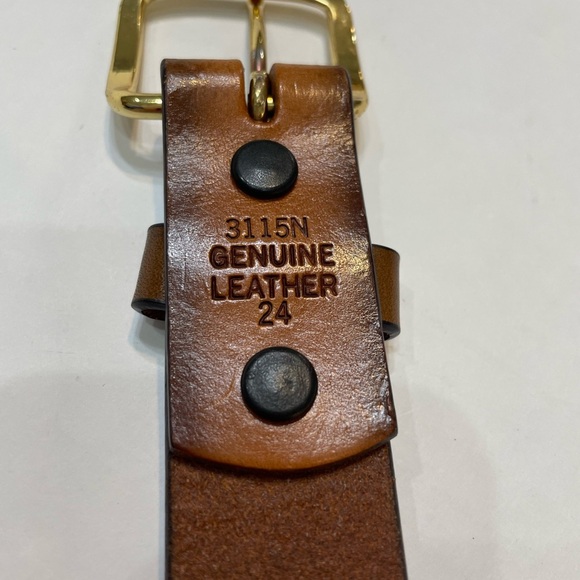 3115N
GENUINE
LEATHER
24